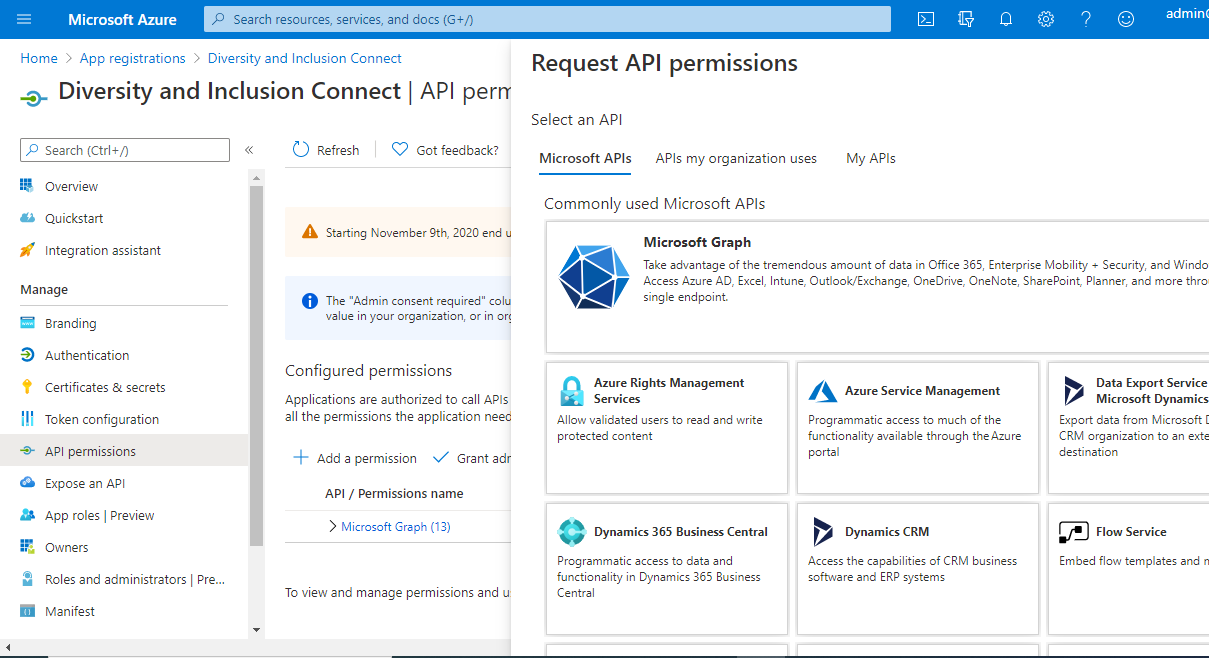 Microsoft Azure
Search resources, services, and docs (G+/)
admin@
Home > App registrations > Diversity and Inclusion Connect
Diversity and Inclusion Connect | API perm
Search (Ctrl+/)
«
Overview
Quickstart
Integration assistant
Manage
Branding
Authentication
Certificates & secrets
Token configuration
API permissions
Expose an API
App roles | Preview
Owners
Roles and administrators | Pre...
Manifest
Refresh
Got feedback?
Starting November 9th, 2020 end u
The "Admin consent required" colu
value in your organization, or in org
Configured permissions
Applications are authorized to call APIs
all the permissions the application need
Add a permission
Grant adm
API / Permissions name
Microsoft Graph (13)
To view and manage permissions and us
Request API permissions
Select an API
Microsoft APIs
APIs my organization uses
My APIs
Commonly used Microsoft APIs
Microsoft Graph
Take advantage of the tremendous amount of data in Office 365, Enterprise Mobility + Security, and Windo
Access Azure AD, Excel, Intune, Outlook/Exchange, OneDrive, OneNote, SharePoint, Planner, and more thro
single endpoint.
Azure Rights Management
Services
Allow validated users to read and write
protected content
Azure Service Management
Programmatic access to much of the
functionality available through the Azure
portal
Data Export Service
Microsoft Dynamics
Export data from Microsoft D
CRM organization to an exte
destination
Dynamics 365 Business Central
Programmatic access to data and
functionality in Dynamics 365 Business
Central
Dynamics CRM
Access the capabilities of CRM business
software and ERP systems
Flow Service
Embed flow templates and m